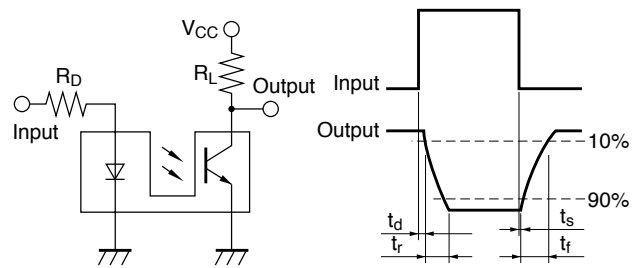 VCC
RD
RL
Output
Input
Input
Output
10%
90%
td
ts
tr
tf